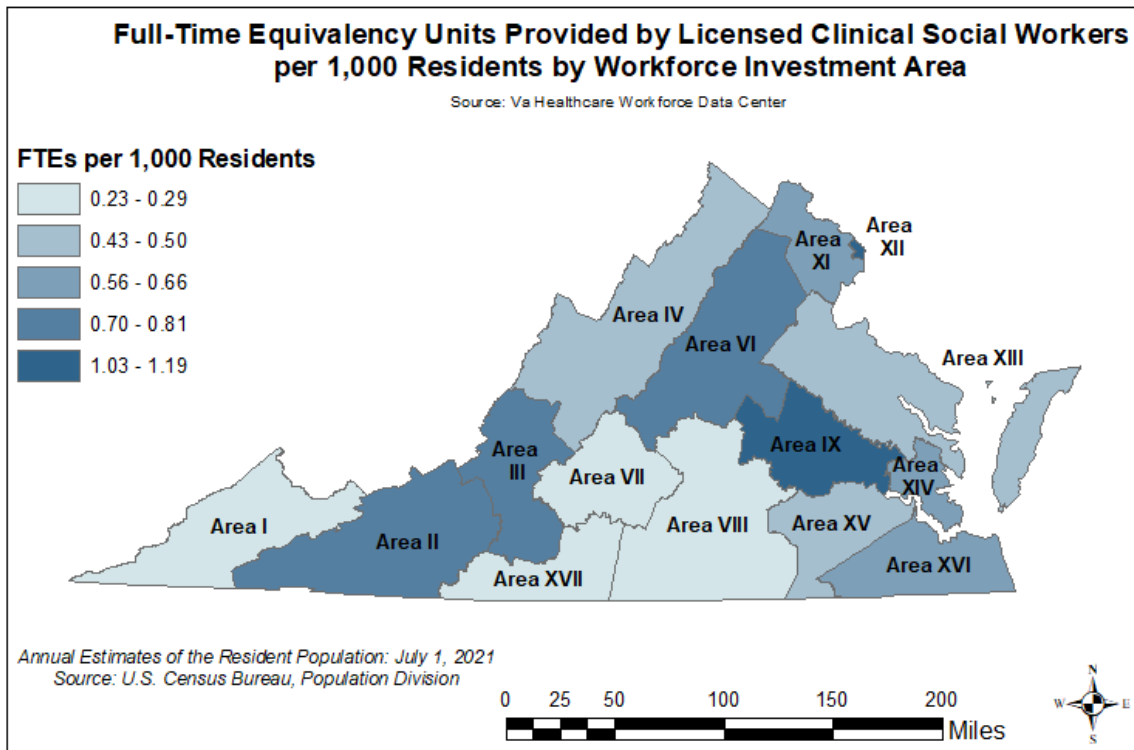 Full-Time Equivalency Units Provided by Licensed Clinical Social Workers
per 1,000 Residents by Workforce Investment Area
Source: Va Healthcare Workforce Data Center
FTEs per 1,000 Residents
0.23 - 0.29
0.43 - 0.50
0.56 - 0.66
0.70 - 0.81
1.03 - 1.19
Area
XII
Area
XI
Area IV
Area VI
Area XIII
Area IX
Area
III
Area VII
Area
XIV
Area I
Area II
Area VIII
Area XV
Area XVI
Area XVII
Annual Estimates of the Resident Population: July 1, 2021
Source: U.S. Census Bureau, Population Division
0 25 50 100 150 200
Miles
N
W E
S